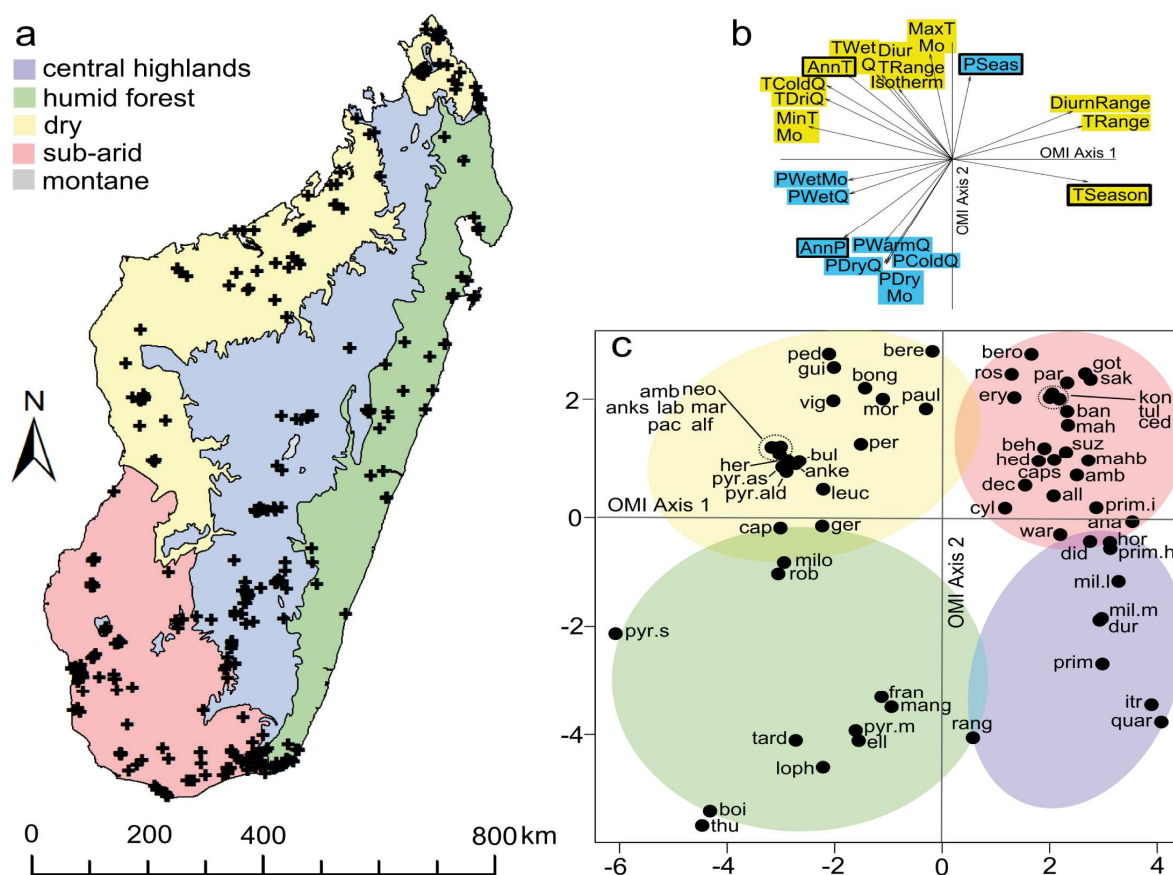 a
central highlands
humid forest
dry
sub-arid
montane
N
0 200 400 800 km
b
MaxT
Mo
TWet
Q
Diur
TRange
Isotherm
AnnT
PSeas
TColdQ
TDriQ
MinT
Mo
DiurnRange
TRange
OMI Axis 1
OMI Axis 2
PWetMo
PWetQ
TSeason
AnnP
PWarmQ
PDryQ
PColdQ
PDry
Mo
c
ped
gui
bere
bong
vig
mor
paul
amb neo
anks lab mar
pac alf
per
her
bul
anke
pyr.as
pyr.ald
leuc
OMI Axis 1
cap
ger
milo
rob
pyr.s
fran
mang
pyr.m
ell
tard
loph
boi
thu
rang
bero
ros
par
got
sak
ery
kon
tul
ced
ban
mah
beh
suz
hed
caps
mahb
amb
dec
all
cyl
prim.i
ana
war
did
hor
prim.h
mil.l
mil.m
dur
prim
itr
quar
OMI Axis 2
2
0
-2
-4
-6 -4 -2 0 2 4